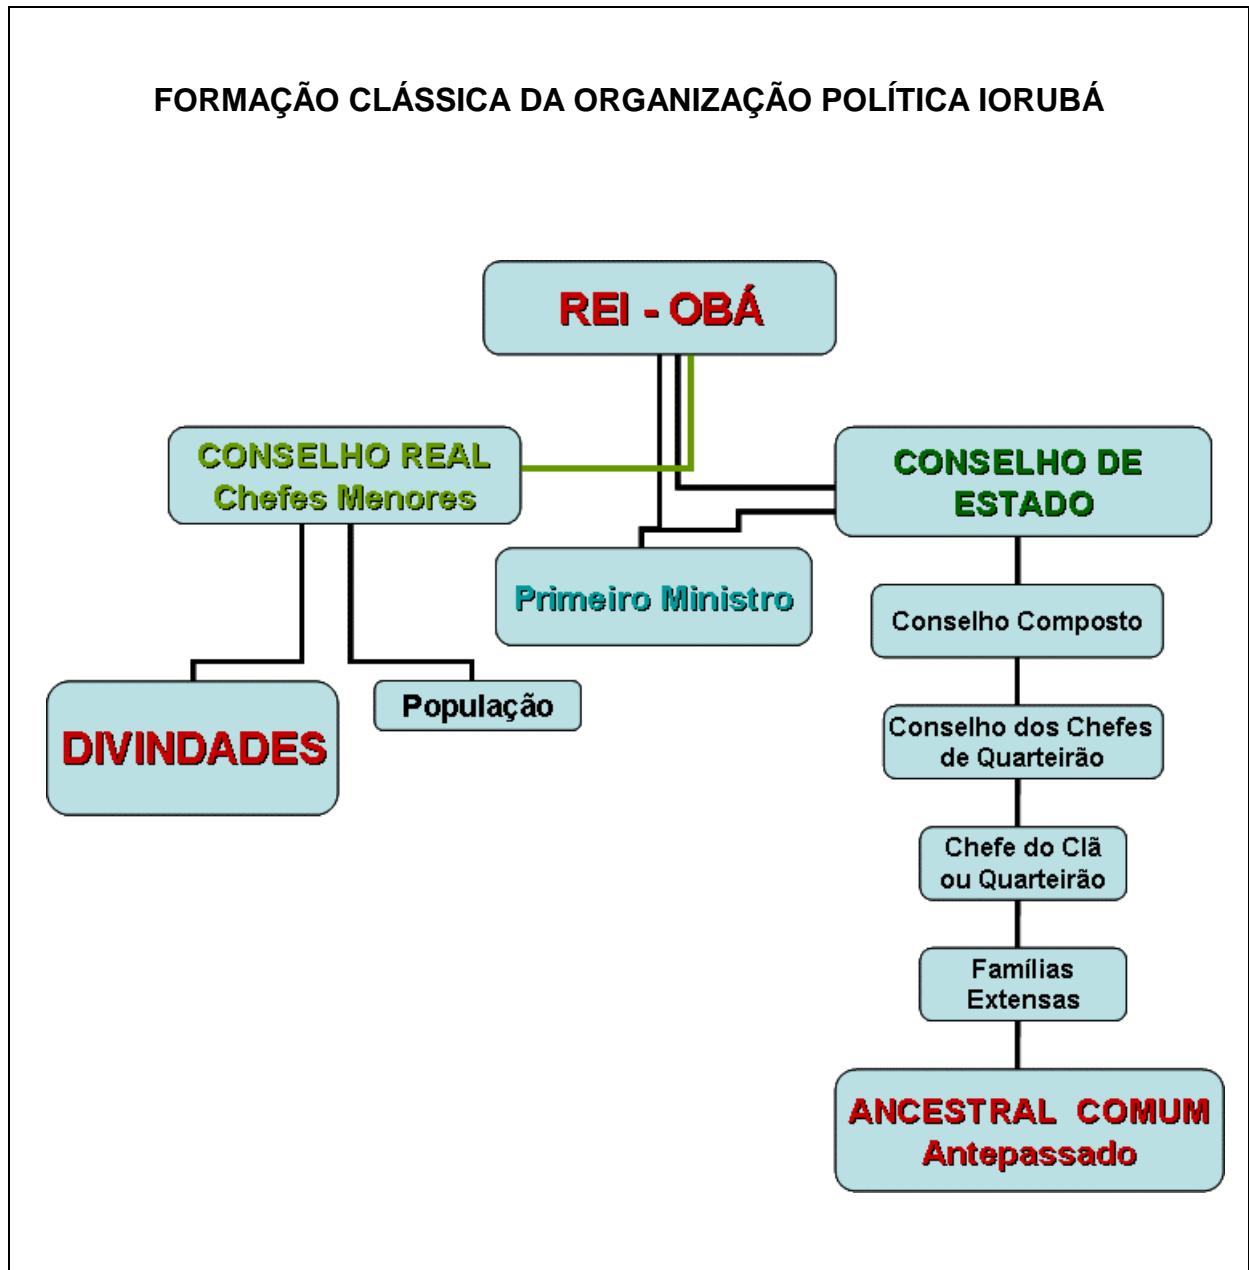 FORMAÇÃO CLÁSSICA DA ORGANIZAÇÃO POLÍTICA IORUBÁ
REI - OBÁ
CONSELHO REAL
Chefes Menores
CONSELHO DE
ESTADO
Primeiro Ministro
Conselho Composto
DIVINDADES
População
Conselho dos Chefes
de Quarteirão
Chefe do Clã
ou Quarteirão
Famílias
Extensas
ANCESTRAL COMUM
Antepassado